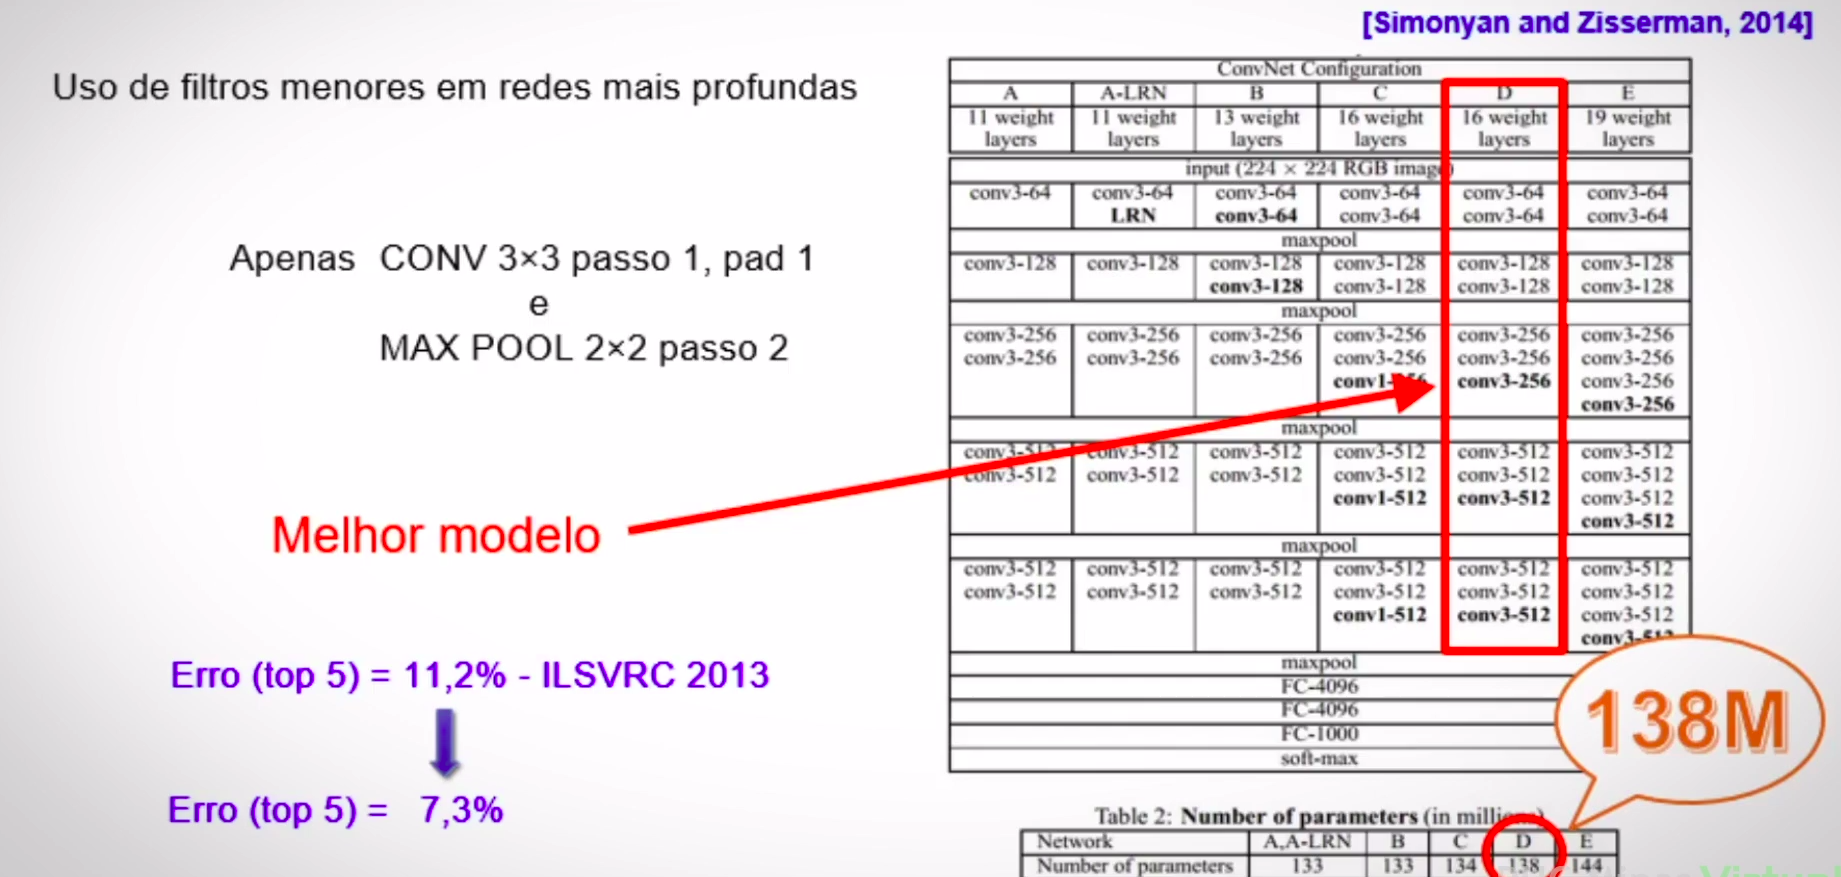 [Simonyan and Zisserman, 2014]
Uso de filtros menores em redes mais profundas
Apenas CONV 3×3 passo 1, pad 1
e
MAX POOL 2×2 passo 2
Melhor modelo
Erro (top 5) = 11,2% - ILSVRC 2013
Erro (top 5) = 7,3%
ConvNet Configuration
A A-LRN B C D E
11 weight 11 weight 13 weight 16 weight 16 weight 19 weight
layers layers layers layers layers layers
input (224 × 224 RGB image)
conv3-64 conv3-64 conv3-64 conv3-64 conv3-64 conv3-64
LRN conv3-64 conv3-64 conv3-64 conv3-64
maxpool
conv3-128 conv3-128 conv3-128 conv3-128 conv3-128 conv3-128
conv3-128 conv3-128 conv3-128 conv3-128
maxpool
conv3-256 conv3-256 conv3-256 conv3-256 conv3-256 conv3-256
conv3-256 conv3-256 conv3-256 conv3-256 conv3-256 conv3-256
conv1-256 conv3-256 conv3-256
conv3-256
maxpool
conv3-512 conv3-512 conv3-512 conv3-512 conv3-512 conv3-512
conv3-512 conv3-512 conv3-512 conv3-512 conv3-512 conv3-512
conv1-512 conv3-512 conv3-512
conv3-512
maxpool
conv3-512 conv3-512 conv3-512 conv3-512 conv3-512 conv3-512
conv3-512 conv3-512 conv3-512 conv3-512 conv3-512 conv3-512
conv1-512 conv3-512 conv3-512
conv3-512
maxpool
FC-4096
FC-4096
FC-1000
soft-max
138M
Table 2: Number of parameters (in millions)
Network A,A-LRN B C D E
Number of parameters 133 133 134 138 144